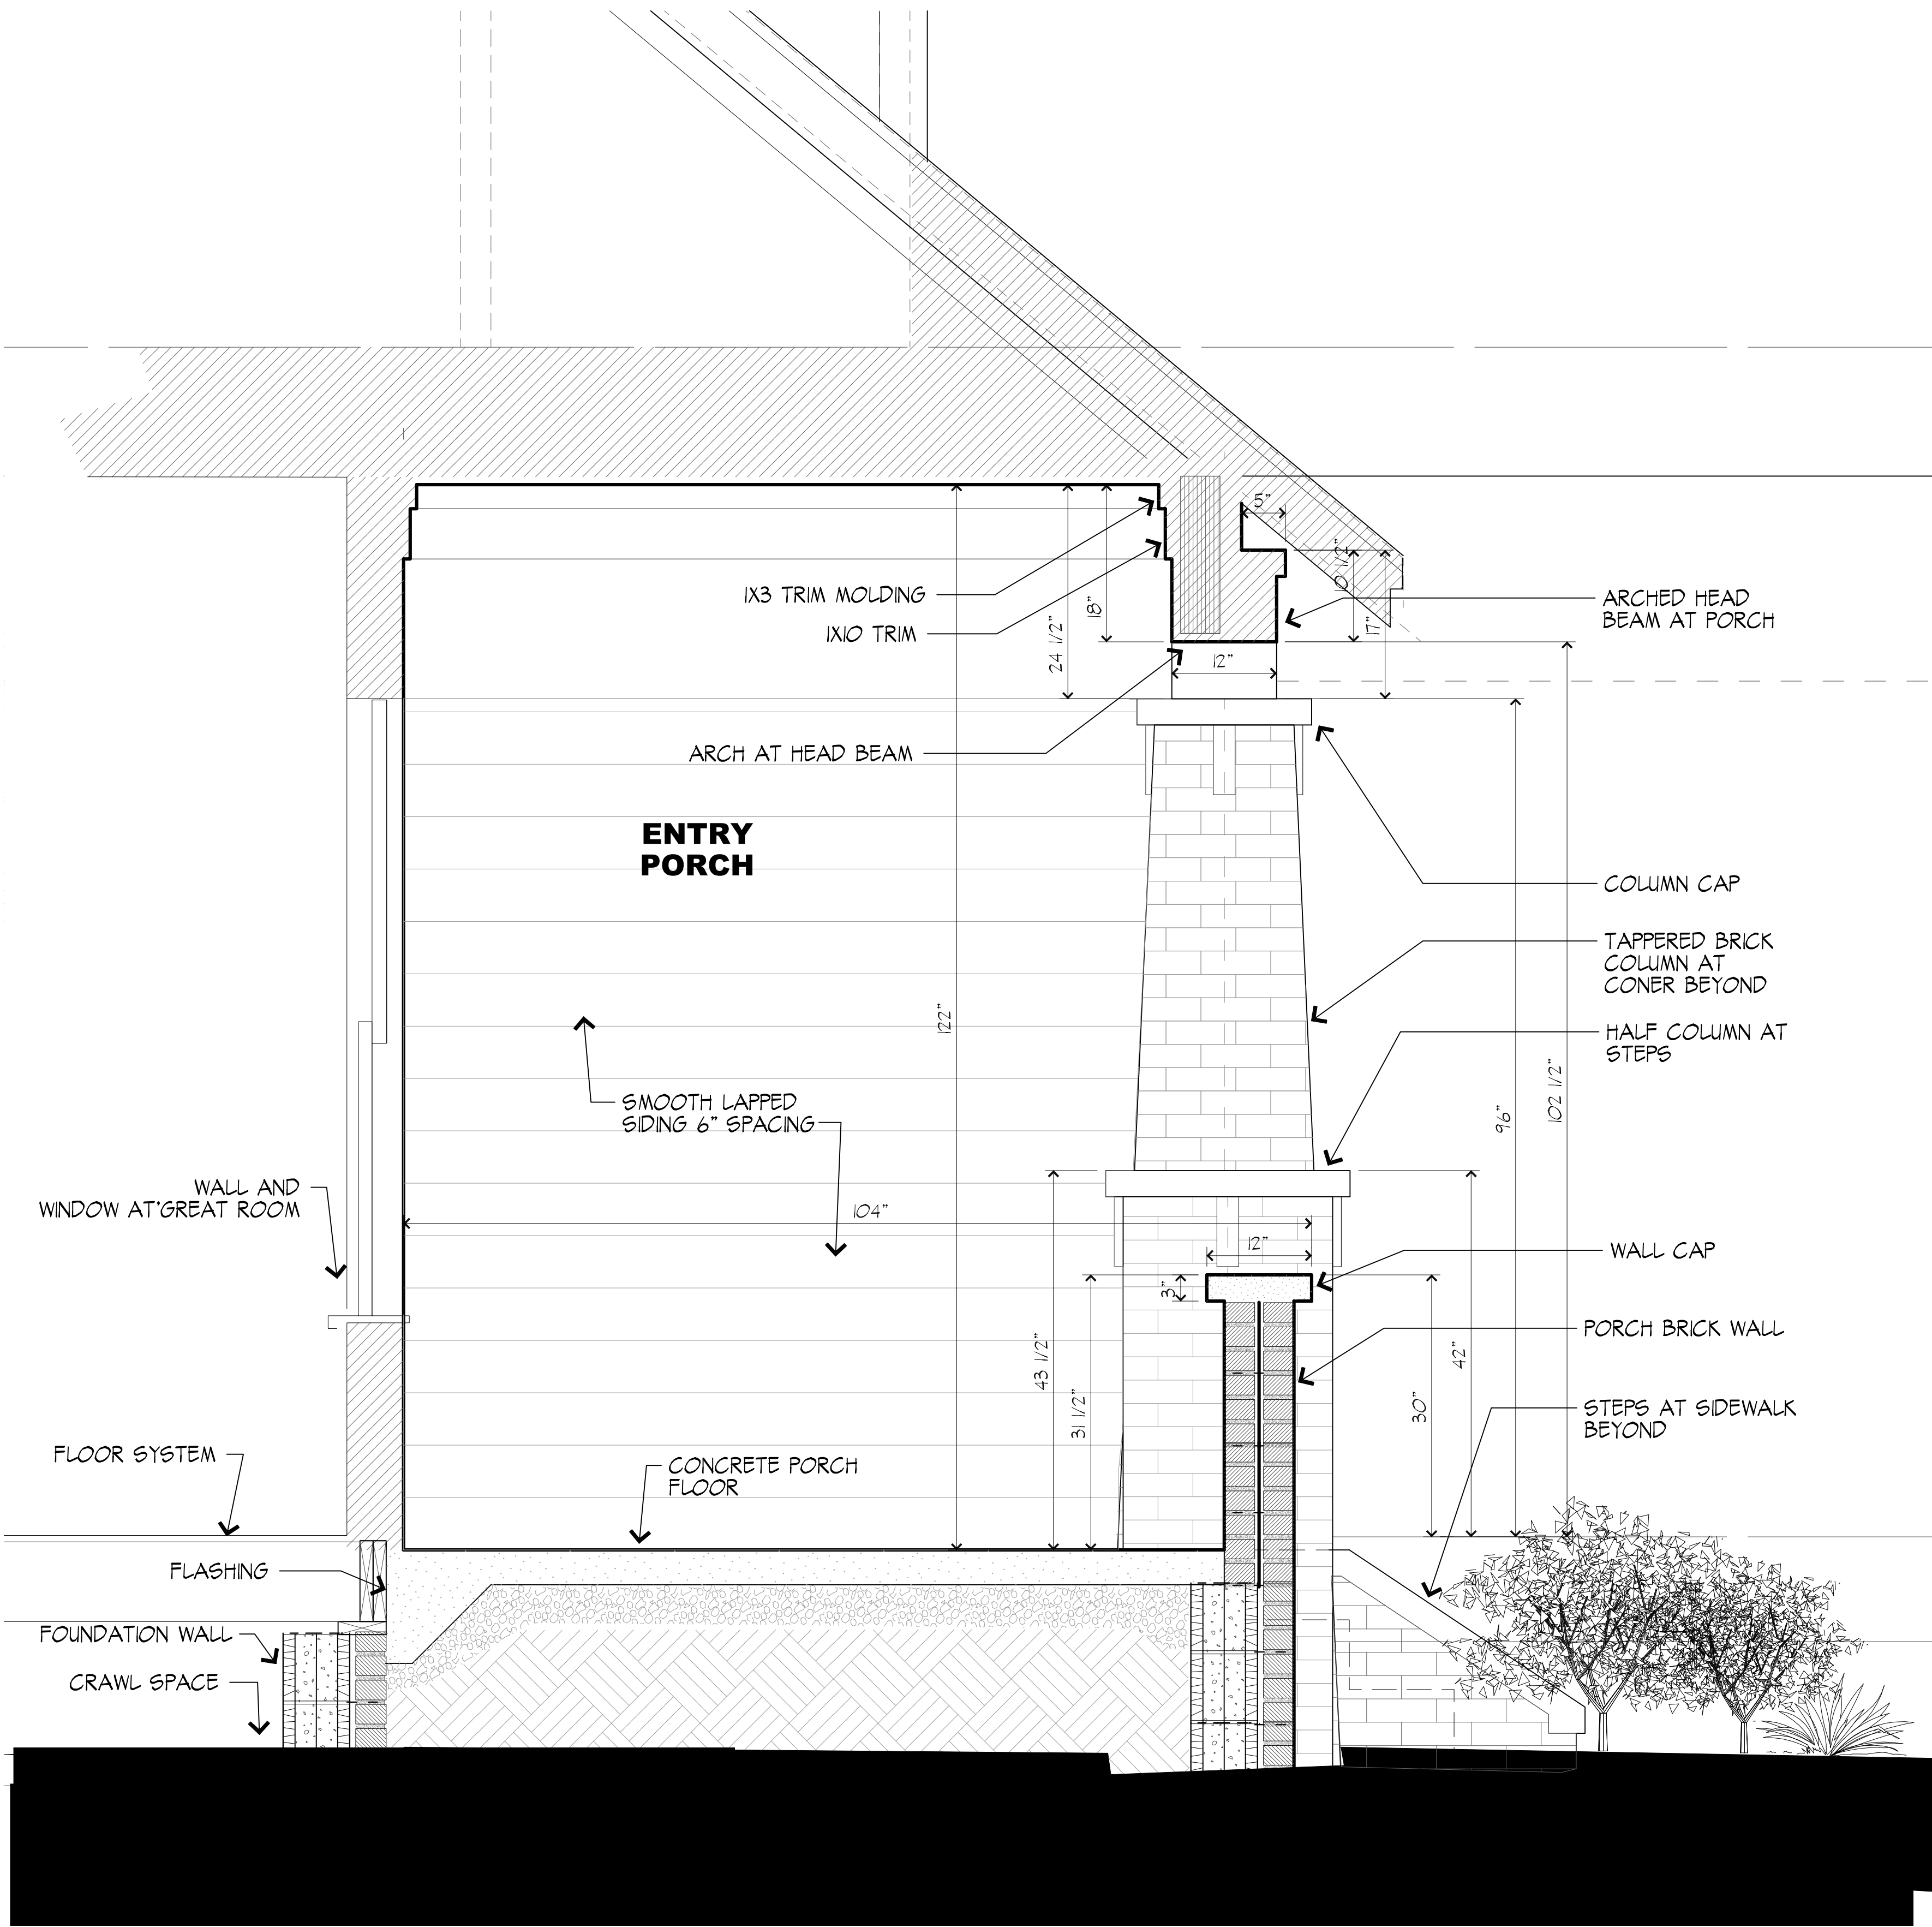 5"
10 1/2"
17"
18"
24 1/2"
1X3 TRIM MOLDING
1X10 TRIM
ARCHED HEAD
BEAM AT PORCH
12"
ARCH AT HEAD BEAM
ENTRY
PORCH
COLUMN CAP
TAPPERED BRICK
COLUMN AT
CONER BEYOND
HALF COLUMN AT
STEPS
122"
96"
102 1/2"
SMOOTH LAPPED
SIDING 6" SPACING
WALL AND
WINDOW AT'GREAT ROOM
104"
12"
WALL CAP
3"
PORCH BRICK WALL
43 1/2"
31 1/2"
30"
42"
STEPS AT SIDEWALK
BEYOND
FLOOR SYSTEM
CONCRETE PORCH
FLOOR
FLASHING
FOUNDATION WALL
CRAWL SPACE